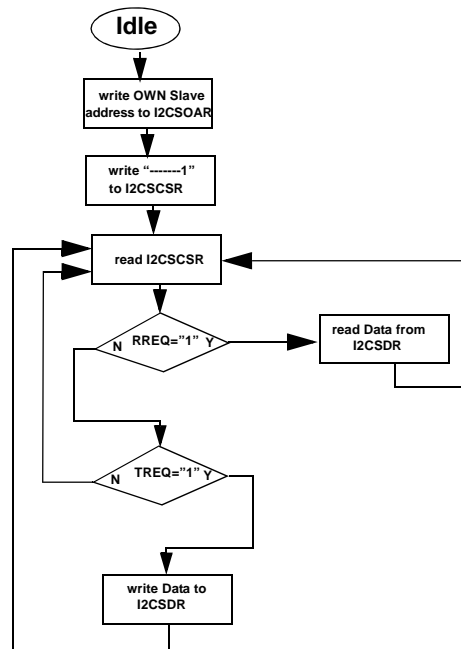 Idle
write OWN Slave
address to I2CSOAR
write “-------1”
to I2CSCSR
read I2CSCSR
N RREQ=”1” Y
read Data from
I2CSDR
N TREQ=”1” Y
write Data to
I2CSDR